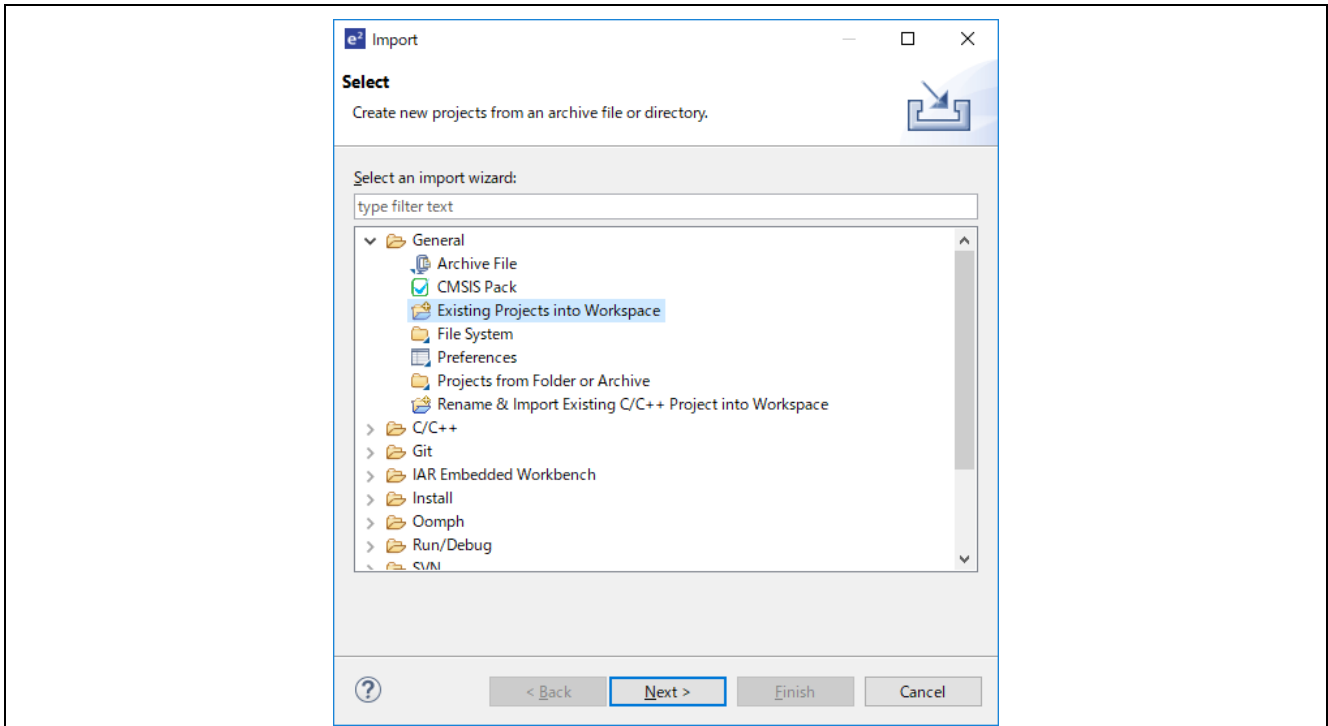 e² Import
Select
Create new projects from an archive file or directory.
Select an import wizard:
type filter text
General
Archive File
CMSIS Pack
Existing Projects into Workspace
File System
Preferences
Projects from Folder or Archive
Rename & Import Existing C/C++ Project into Workspace
C/C++
Git
IAR Embedded Workbench
Install
Oomph
Run/Debug
SVN
? < Back Next > Finish Cancel